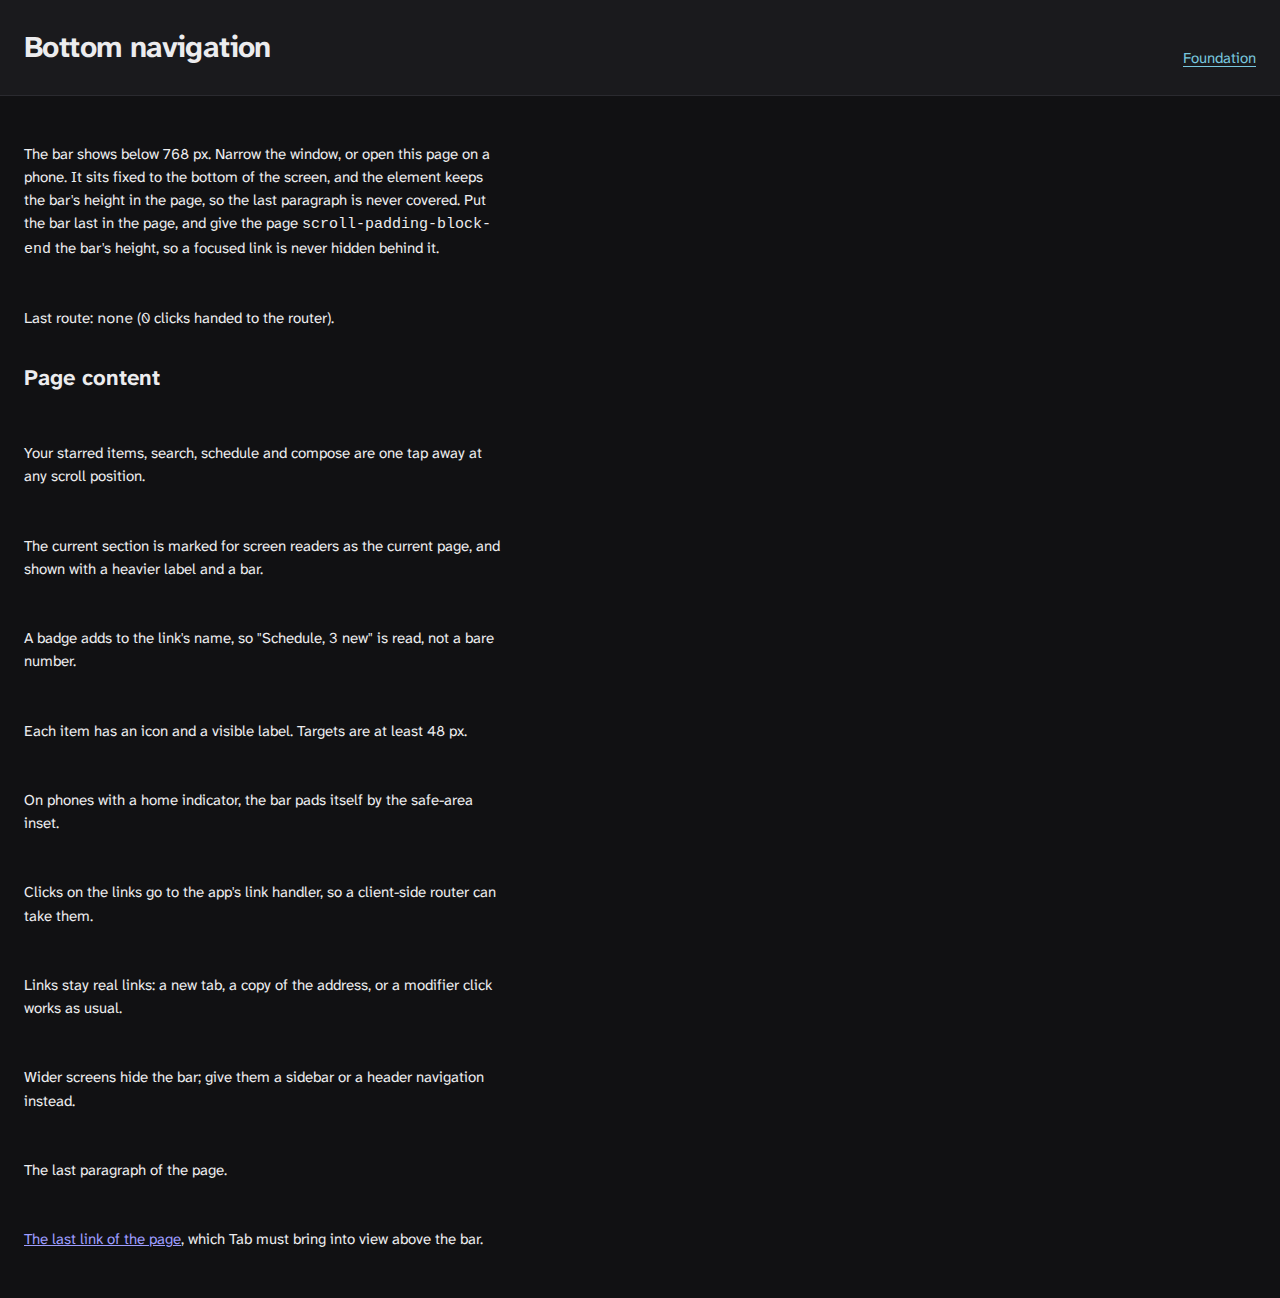 Bottom navigation
Foundation
The bar shows below 768 px. Narrow the window, or open this page on a
phone. It sits fixed to the bottom of the screen, and the element keeps
the bar's height in the page, so the last paragraph is never covered. Put
the bar last in the page, and give the page scroll-padding-block-
end the bar's height, so a focused link is never hidden behind it.
Last route: none (0 clicks handed to the router).
Page content
Your starred items, search, schedule and compose are one tap away at
any scroll position.
The current section is marked for screen readers as the current page, and
shown with a heavier label and a bar.
A badge adds to the link's name, so "Schedule, 3 new" is read, not a bare
number.
Each item has an icon and a visible label. Targets are at least 48 px.
On phones with a home indicator, the bar pads itself by the safe-area
inset.
Clicks on the links go to the app's link handler, so a client-side router can
take them.
Links stay real links: a new tab, a copy of the address, or a modifier click
works as usual.
Wider screens hide the bar; give them a sidebar or a header navigation
instead.
The last paragraph of the page.
The last link of the page, which Tab must bring into view above the bar.